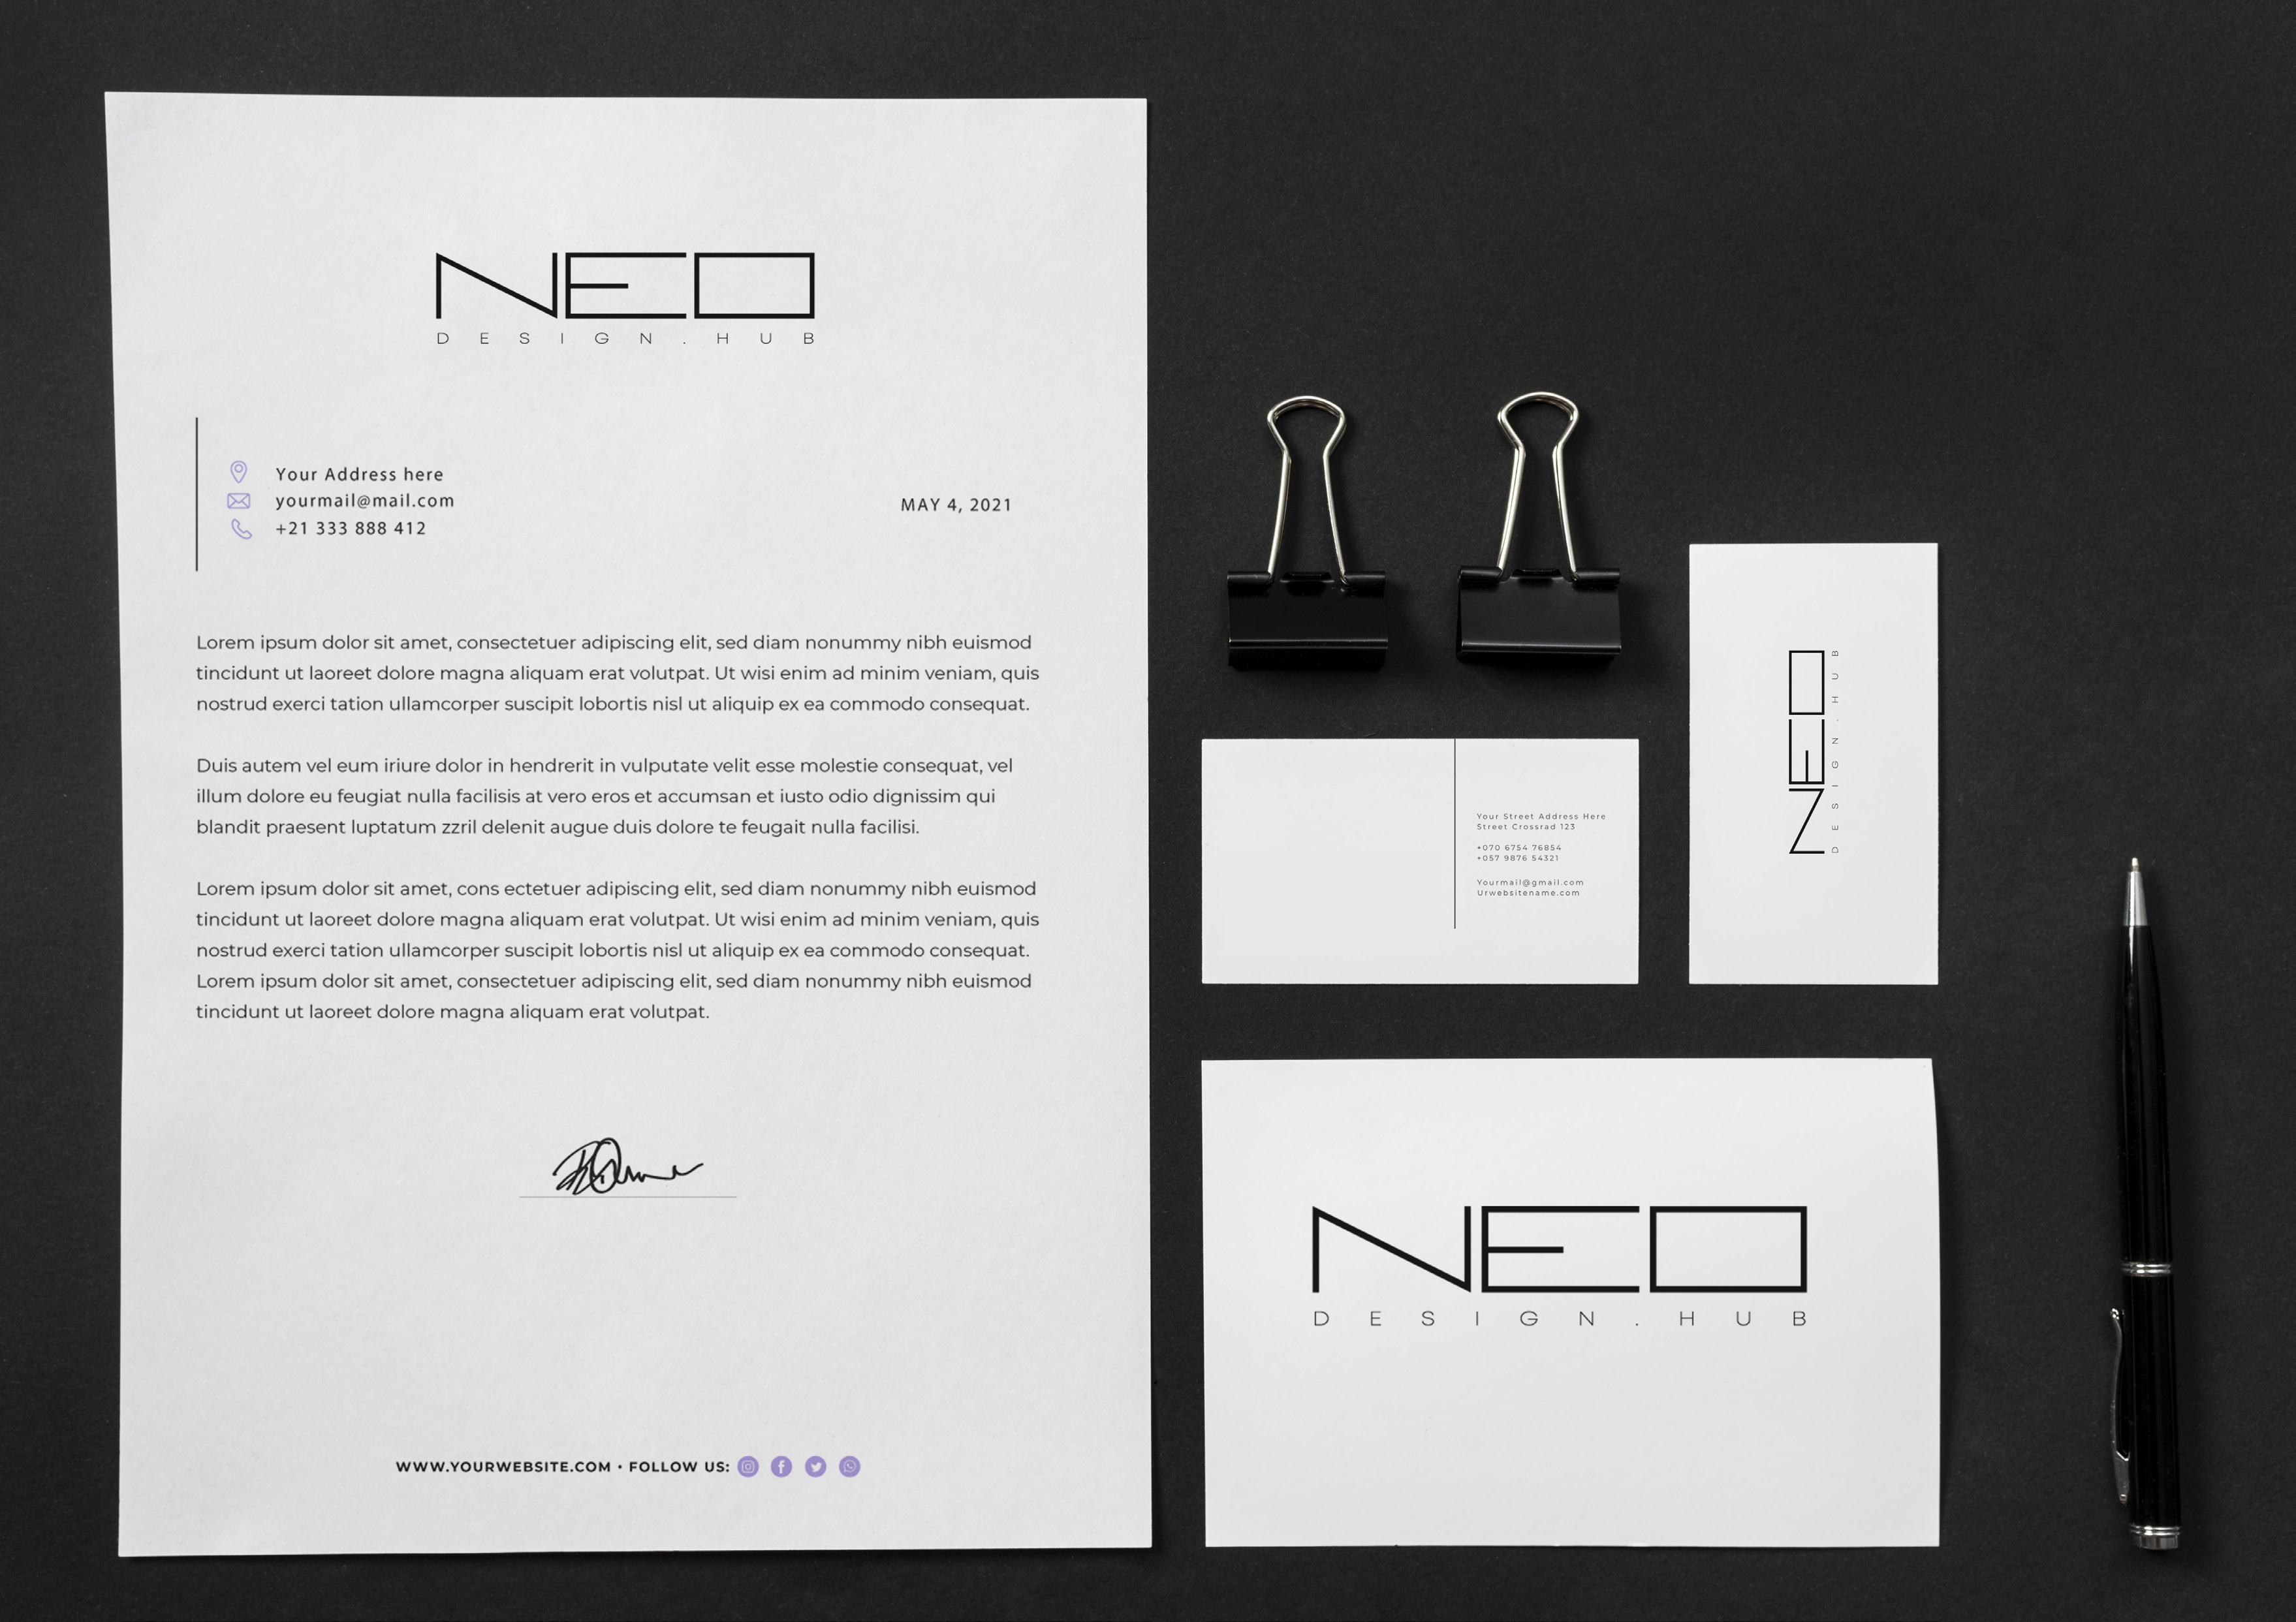 NEO
DESIGN.HUB
Your Address here
yourmail@mail.com
+21 333 888 412
MAY 4, 2021
Lorem ipsum dolor sit amet, consectetuer adipiscing elit, sed diam nonummy nibh euismod
tincidunt ut laoreet dolore magna aliquam erat volutpat. Ut wisi enim ad minim veniam, quis
nostrud exerci tation ullamcorper suscipit lobortis nisl ut aliquip ex ea commodo consequat.
Duis autem vel eum iriure dolor in hendrerit in vulputate velit esse molestie consequat, vel
illum dolore eu feugiat nulla facilisis at vero eros et accumsan et iusto odio dignissim qui
blandit praesent luptatum zzril delenit augue duis dolore te feugait nulla facilisi.
Lorem ipsum dolor sit amet, cons ectetuer adipiscing elit, sed diam nonummy nibh euismod
tincidunt ut laoreet dolore magna aliquam erat volutpat. Ut wisi enim ad minim veniam, quis
nostrud exerci tation ullamcorper suscipit lobortis nisl ut aliquip ex ea commodo consequat.
Lorem ipsum dolor sit amet, consectetuer adipiscing elit, sed diam nonummy nibh euismod
tincidunt ut laoreet dolore magna aliquam erat volutpat.
WWW.YOURWEBSITE.COM • FOLLOW US:
Your Street Address Here
Street Crossrad 123
+070 6754 76854
+057 9876 54321
Yourmail@gmail.com
Urwebsitename.com
NEO
DESIGN.HUB
NEO
DESIGN.HUB